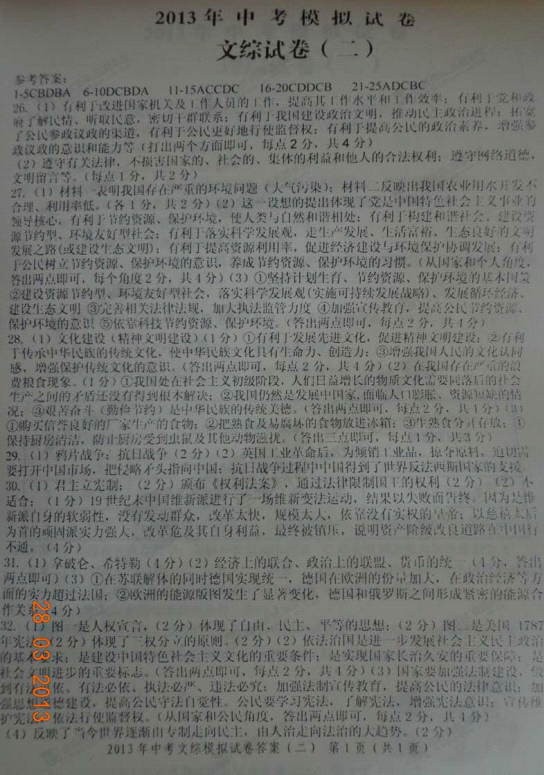 2013年中考模拟试卷
文综试卷(二)
参考答案:
1-5CBDBA 6-10DCBDA 11-15ACCDC 16-20CDDCB 21-25ADCBC
26.(1)有利于改进国家机关及工作人员的工作,提高其工作水平和工作效率;有利于党和政
府了解民情、听取民意,密切干群联系;有利于我国建设政治文明,推动民主政治进程;拓宽
了公民参政议政的渠道,有利于公民更好地行使监督权;有利于提高公民的政治素养,增强参
政议政的意识和能力等(打出两个方面即可,每点2分,共4分)
(2)遵守有关法律,不损害国家的、社会的、集体的利益和他人的合法权利;遵守网络道德,
文明留言等。(每点1分,共2分)
27.(1)材料一表明我国存在严重的环境问题(大气污染);材料二反映出我国农业用水开发不
合理、利用率低。(各1分,共2分)(2)这一设想的提出体现了党是中国特色社会主义事业的
领导核心,有利于节约资源、保护环境,使人类与自然和谐相处;有利于构建和谐社会,建设资
源节约型、环境友好型社会;有利于落实科学发展观,走生产发展、生活富裕、生态良好的文明
发展之路(或建设生态文明);有利于提高资源利用率,促进经济建设与环境保护协调发展;有利
于公民树立节约资源、保护环境的意识,养成节约资源、保护环境的习惯。(从国家和个人角度,
答出两点即可,每个角度2分,共4分)(3)①坚持计划生育、节约资源、保护环境的基本国策
②建设资源节约型、环境友好型社会,落实科学发展观(实施可持续发展战略)、发展循环经济、
建设生态文明 ③完善相关法律法规,加大执法监管力度 ④加强宣传教育,提高公民节约资源、
保护环境的意识 ⑤依靠科技节约资源、保护环境。(答出两点即可,每点2分,共4分)
28.(1)文化建设(精神文明建设)(1分)①有利于发展先进文化,促进精神文明建设;②有利
于传承中华民族的传统文化,使中华民族文化具有生命力、创造力;③增强我国人民的文化认同
感,增强保护传统文化的意识。(答出两点即可,每点2分,共4分)(2)在我国存在严重的浪
费粮食现象。(1分)①我国处在社会主义初级阶段,人们日益增长的物质文化需要同落后的社会
生产之间的矛盾还没有得到根本解决;②我国仍然是发展中国家,面临人口膨胀、资源短缺的情
况;③艰苦奋斗(勤俭节约)是中华民族的传统美德。(答出两点即可,每点2分,共4分)(3)
①购买信誉良好的厂家生产的食物;②把熟食及易腐坏的食物放进冰箱;③生熟食分开存放;④
保持厨房清洁,防止厨房受到虫鼠及其他动物滋扰。(答出三点即可,每点1分,共3分)
29.(1)鸦片战争;抗日战争(2分)(2)英国工业革命后,为倾销工业品,掠夺原料,迫切需
要打开中国市场,把侵略矛头指向中国;抗日战争过程中中国得到了世界反法西斯国家的支援
30.(1)君主立宪制;(2分)颁布《权利法案》,通过法律限制国王的权利(2分)(2)不
适合;(1分)19世纪末中国维新派进行了一场维新变法运动,结果以失败而告终。因为是维
新派自身的软弱性,没有发动群众,改革太快,规模太大,依靠没有实权的皇帝;以慈禧太后
为首的顽固派实力强大,改革危及其自身利益,最终被镇压,说明资产阶级改良道路在中国行
不通。(4分)
31.(1)拿破仑、希特勒(4分)(2)经济上的联合、政治上的联盟、货币的统一(4分,答出
两点即可)(3)①在苏联解体的同时德国实现统一,德国在欧洲的份量加大,在政治经济等方
面的实力超过法国;②欧洲的能源版图发生了显著变化,德国和俄罗斯之间形成紧密的能源合
作关系(4分)
32.(1)图一是人权宣言,(2分)体现了自由、民主、平等的思想;(2分)图二是美国1787
年宪法(2分)体现了三权分立的原则。(2分)(2)依法治国是进一步发展社会主义民主政治
的基本要求;是建设中国特色社会主义文化的重要条件;是实现国家长治久安的重要保障;是
社会文明进步的重要标志。(答出两点即可,每点2分,共4分)(3)国家要加强法制建设,做
到有法可依、有法必依、执法必严、违法必究;加强法制宣传教育,提高公民的法律意识;加
强思想道德建设,提高公民守法自觉性。公民要学习宪法,了解宪法,增强宪法意识;宣传维
护宪法,依法行使监督权。(从国家和公民角度,答出两点即可,每点2分,共4分)
(4)反映了当今世界逐渐由专制走向民主,由人治走向法治的大趋势。(2分)
2013年中考文综模拟试卷答案(二) 第1页(共1页)
28 03 2013